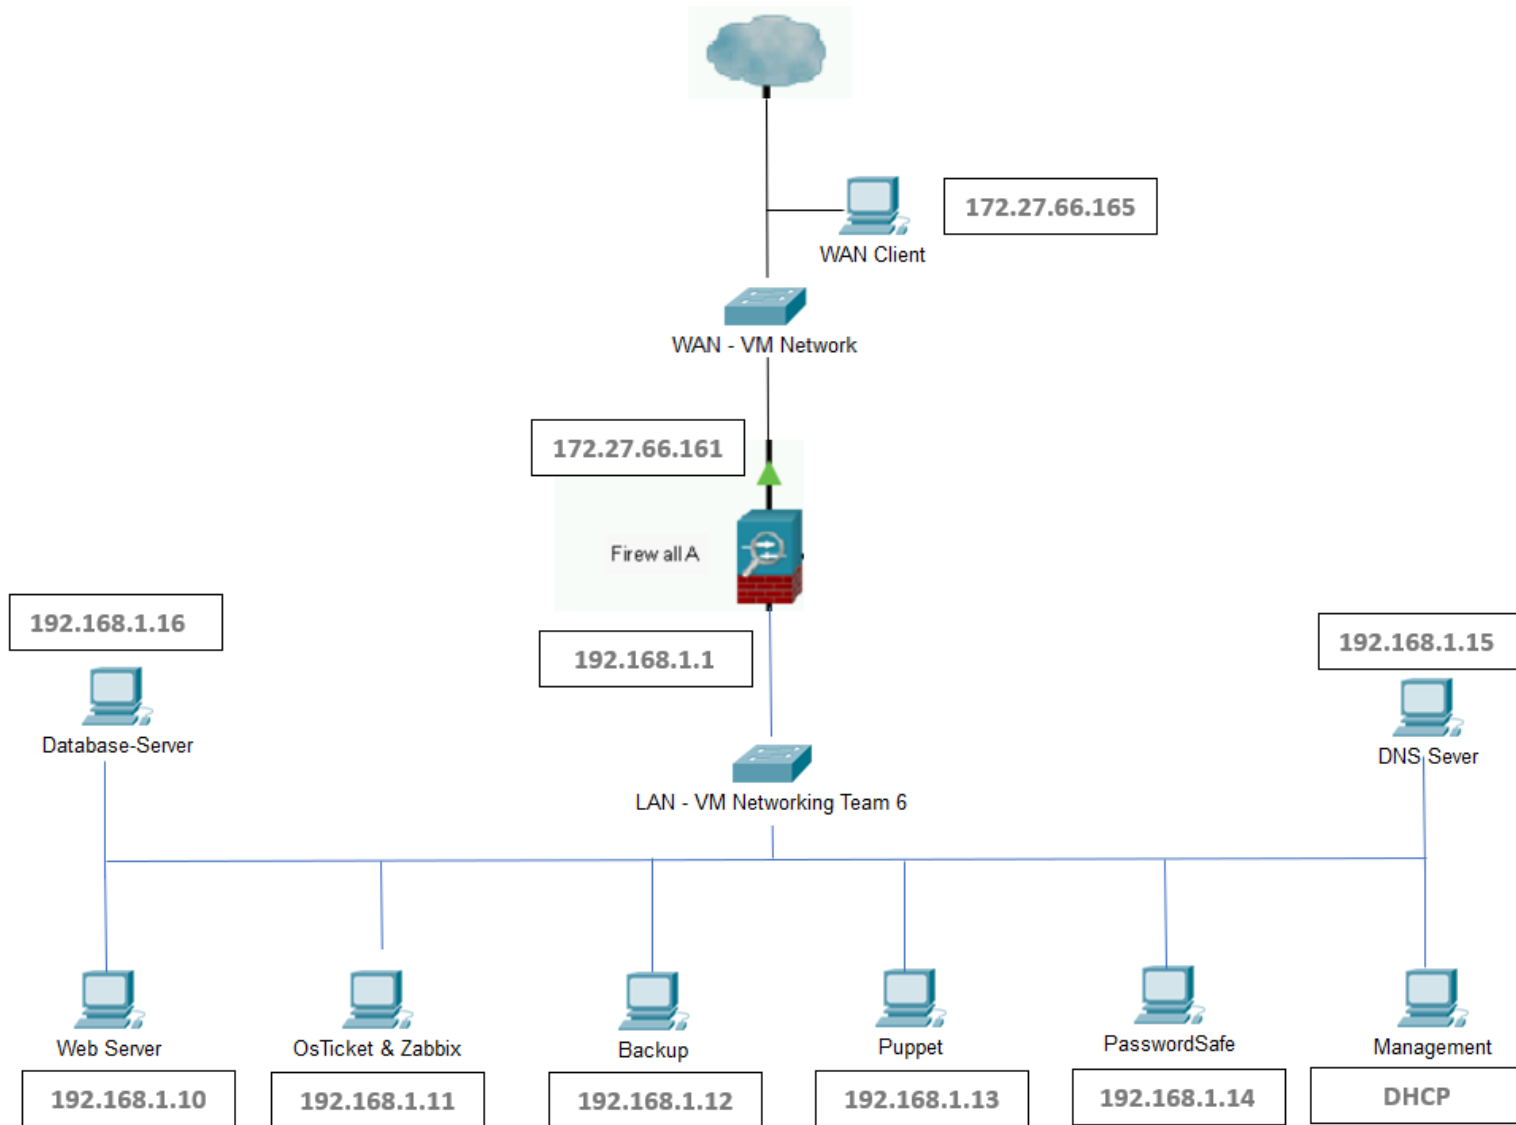 172.27.66.165
WAN Client
WAN - VM Network
172.27.66.161
Firewall A
192.168.1.16
192.168.1.1
192.168.1.15
Database-Server
DNS Sever
LAN - VM Networking Team 6
Web Server
OsTicket & Zabbix
Backup
Puppet
PasswordSafe
Management
192.168.1.10
192.168.1.11
192.168.1.12
192.168.1.13
192.168.1.14
DHCP